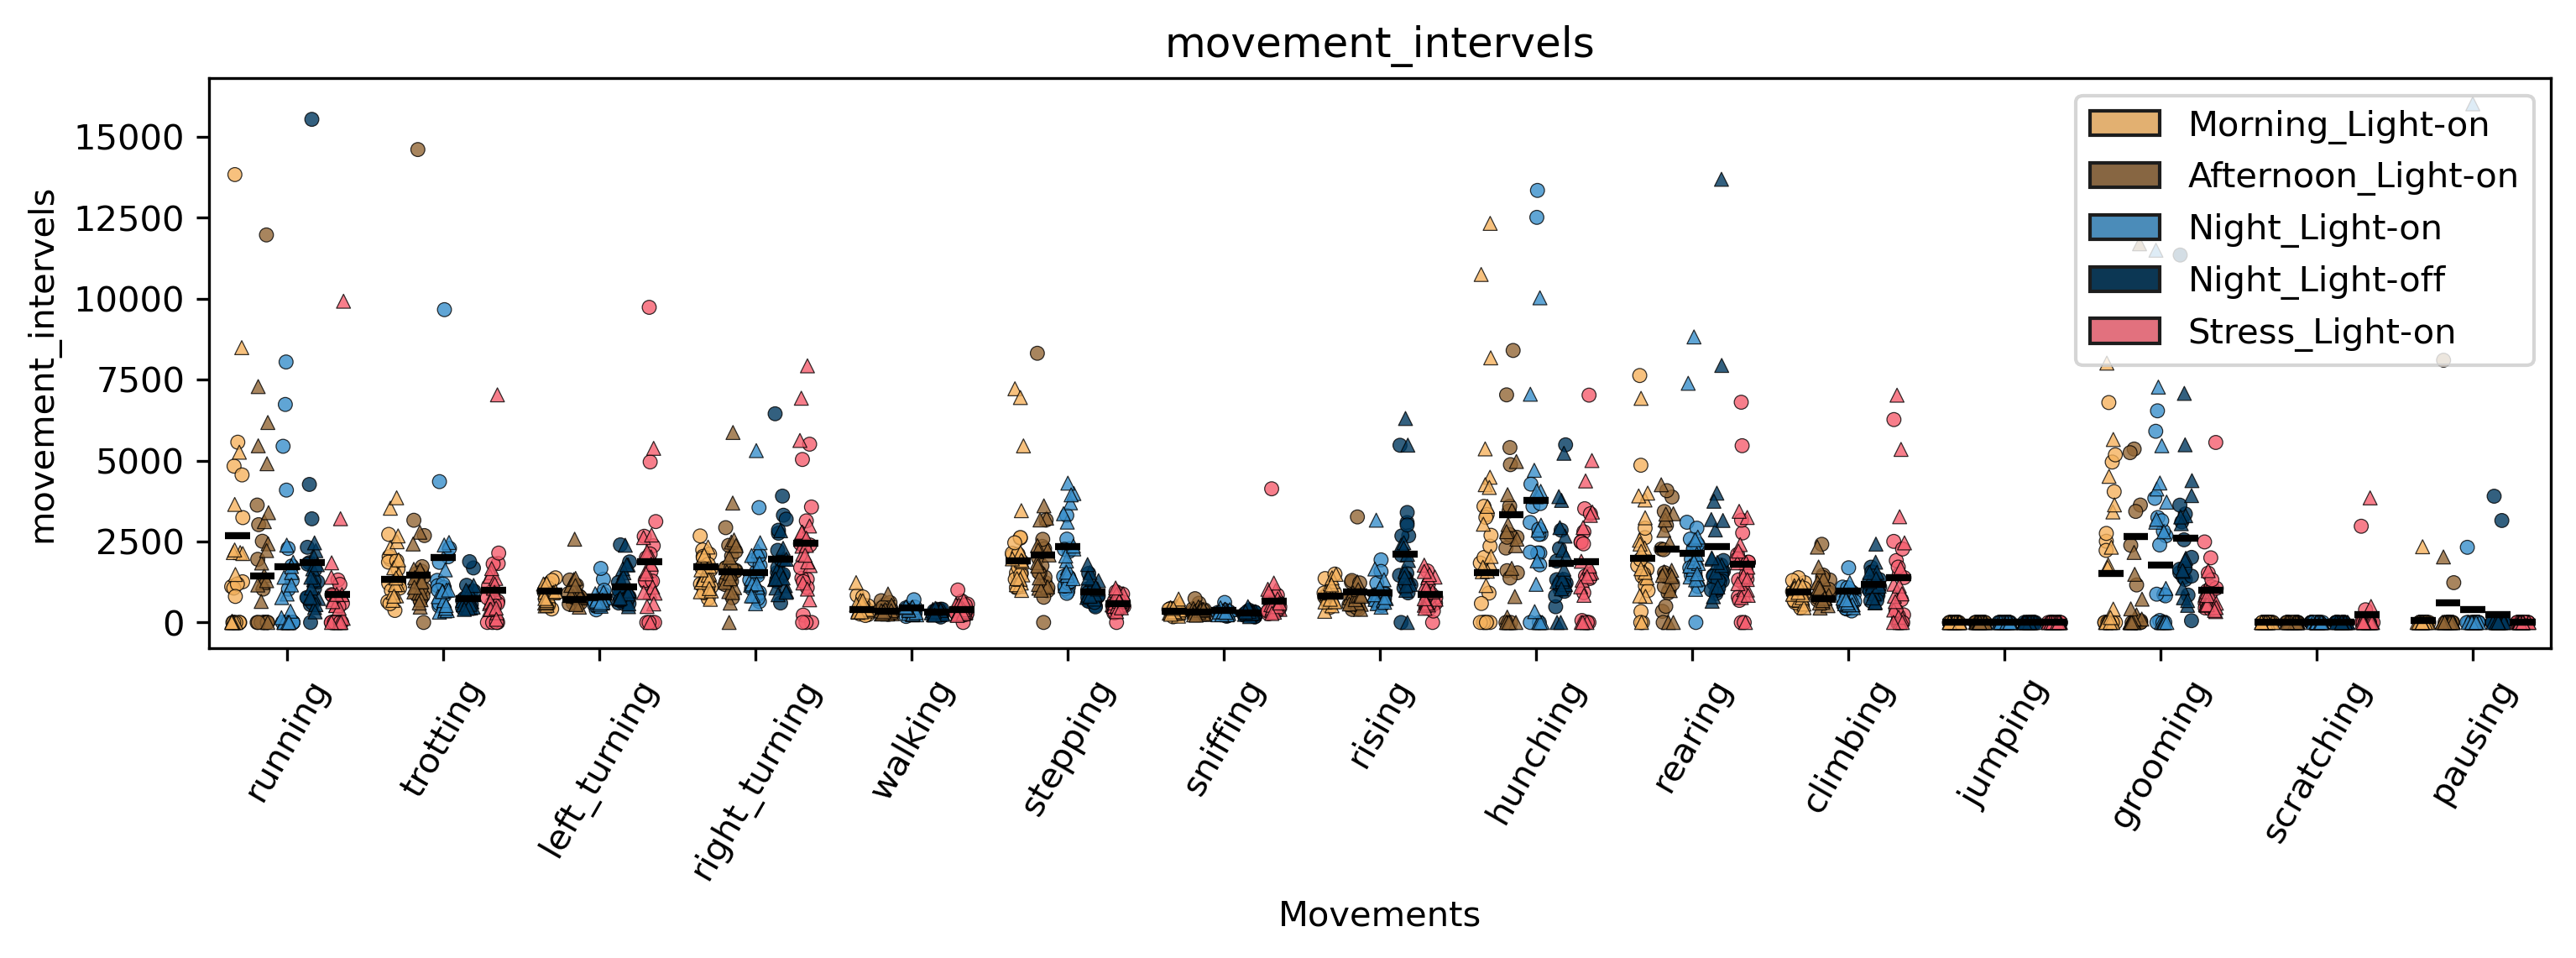 movement_intervels
movement_intervels
15000
12500
10000
7500
5000
2500
0
Morning_Light-on
Afternoon_Light-on
Night_Light-on
Night_Light-off
Stress_Light-on
running
trotting
left_turning
right_turning
walking
stepping
sniffing
rising
hunching
rearing
climbing
jumping
grooming
scratching
pausing
Movements